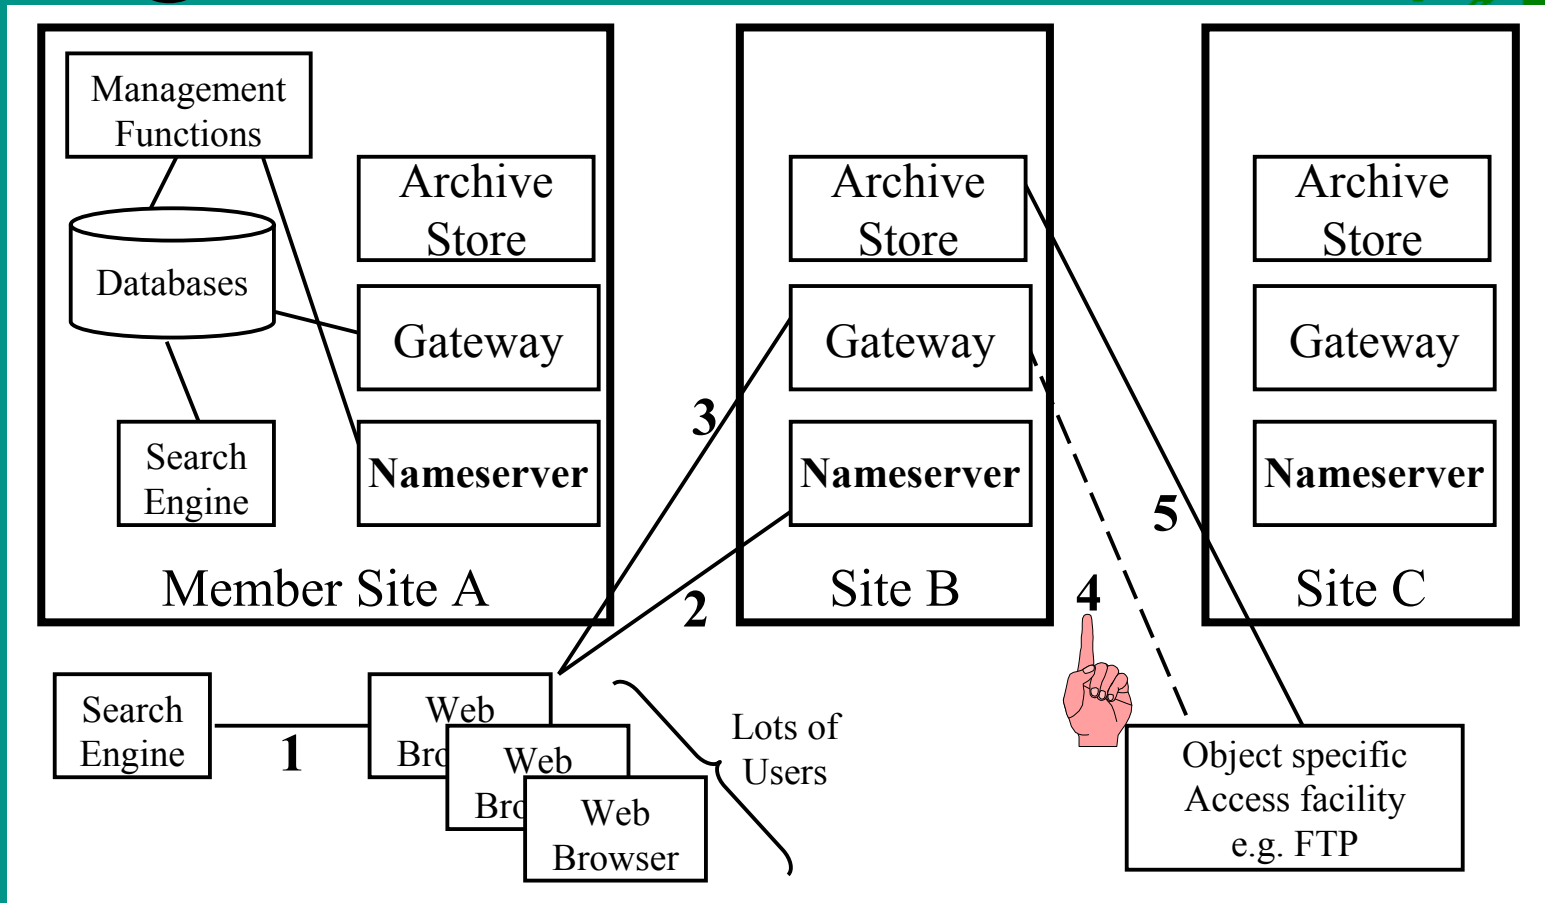 Management
Functions
Databases
Search
Engine
Archive
Store
Gateway
Nameserver
Member Site A
Archive
Store
Gateway
Nameserver
Site B
Archive
Store
Gateway
Nameserver
Site C
3
2
5
4
Search
Engine
1
Web
Bro
Web
Bro
Web
Browser
Lots of
Users
Object specific
Access facility
e.g. FTP